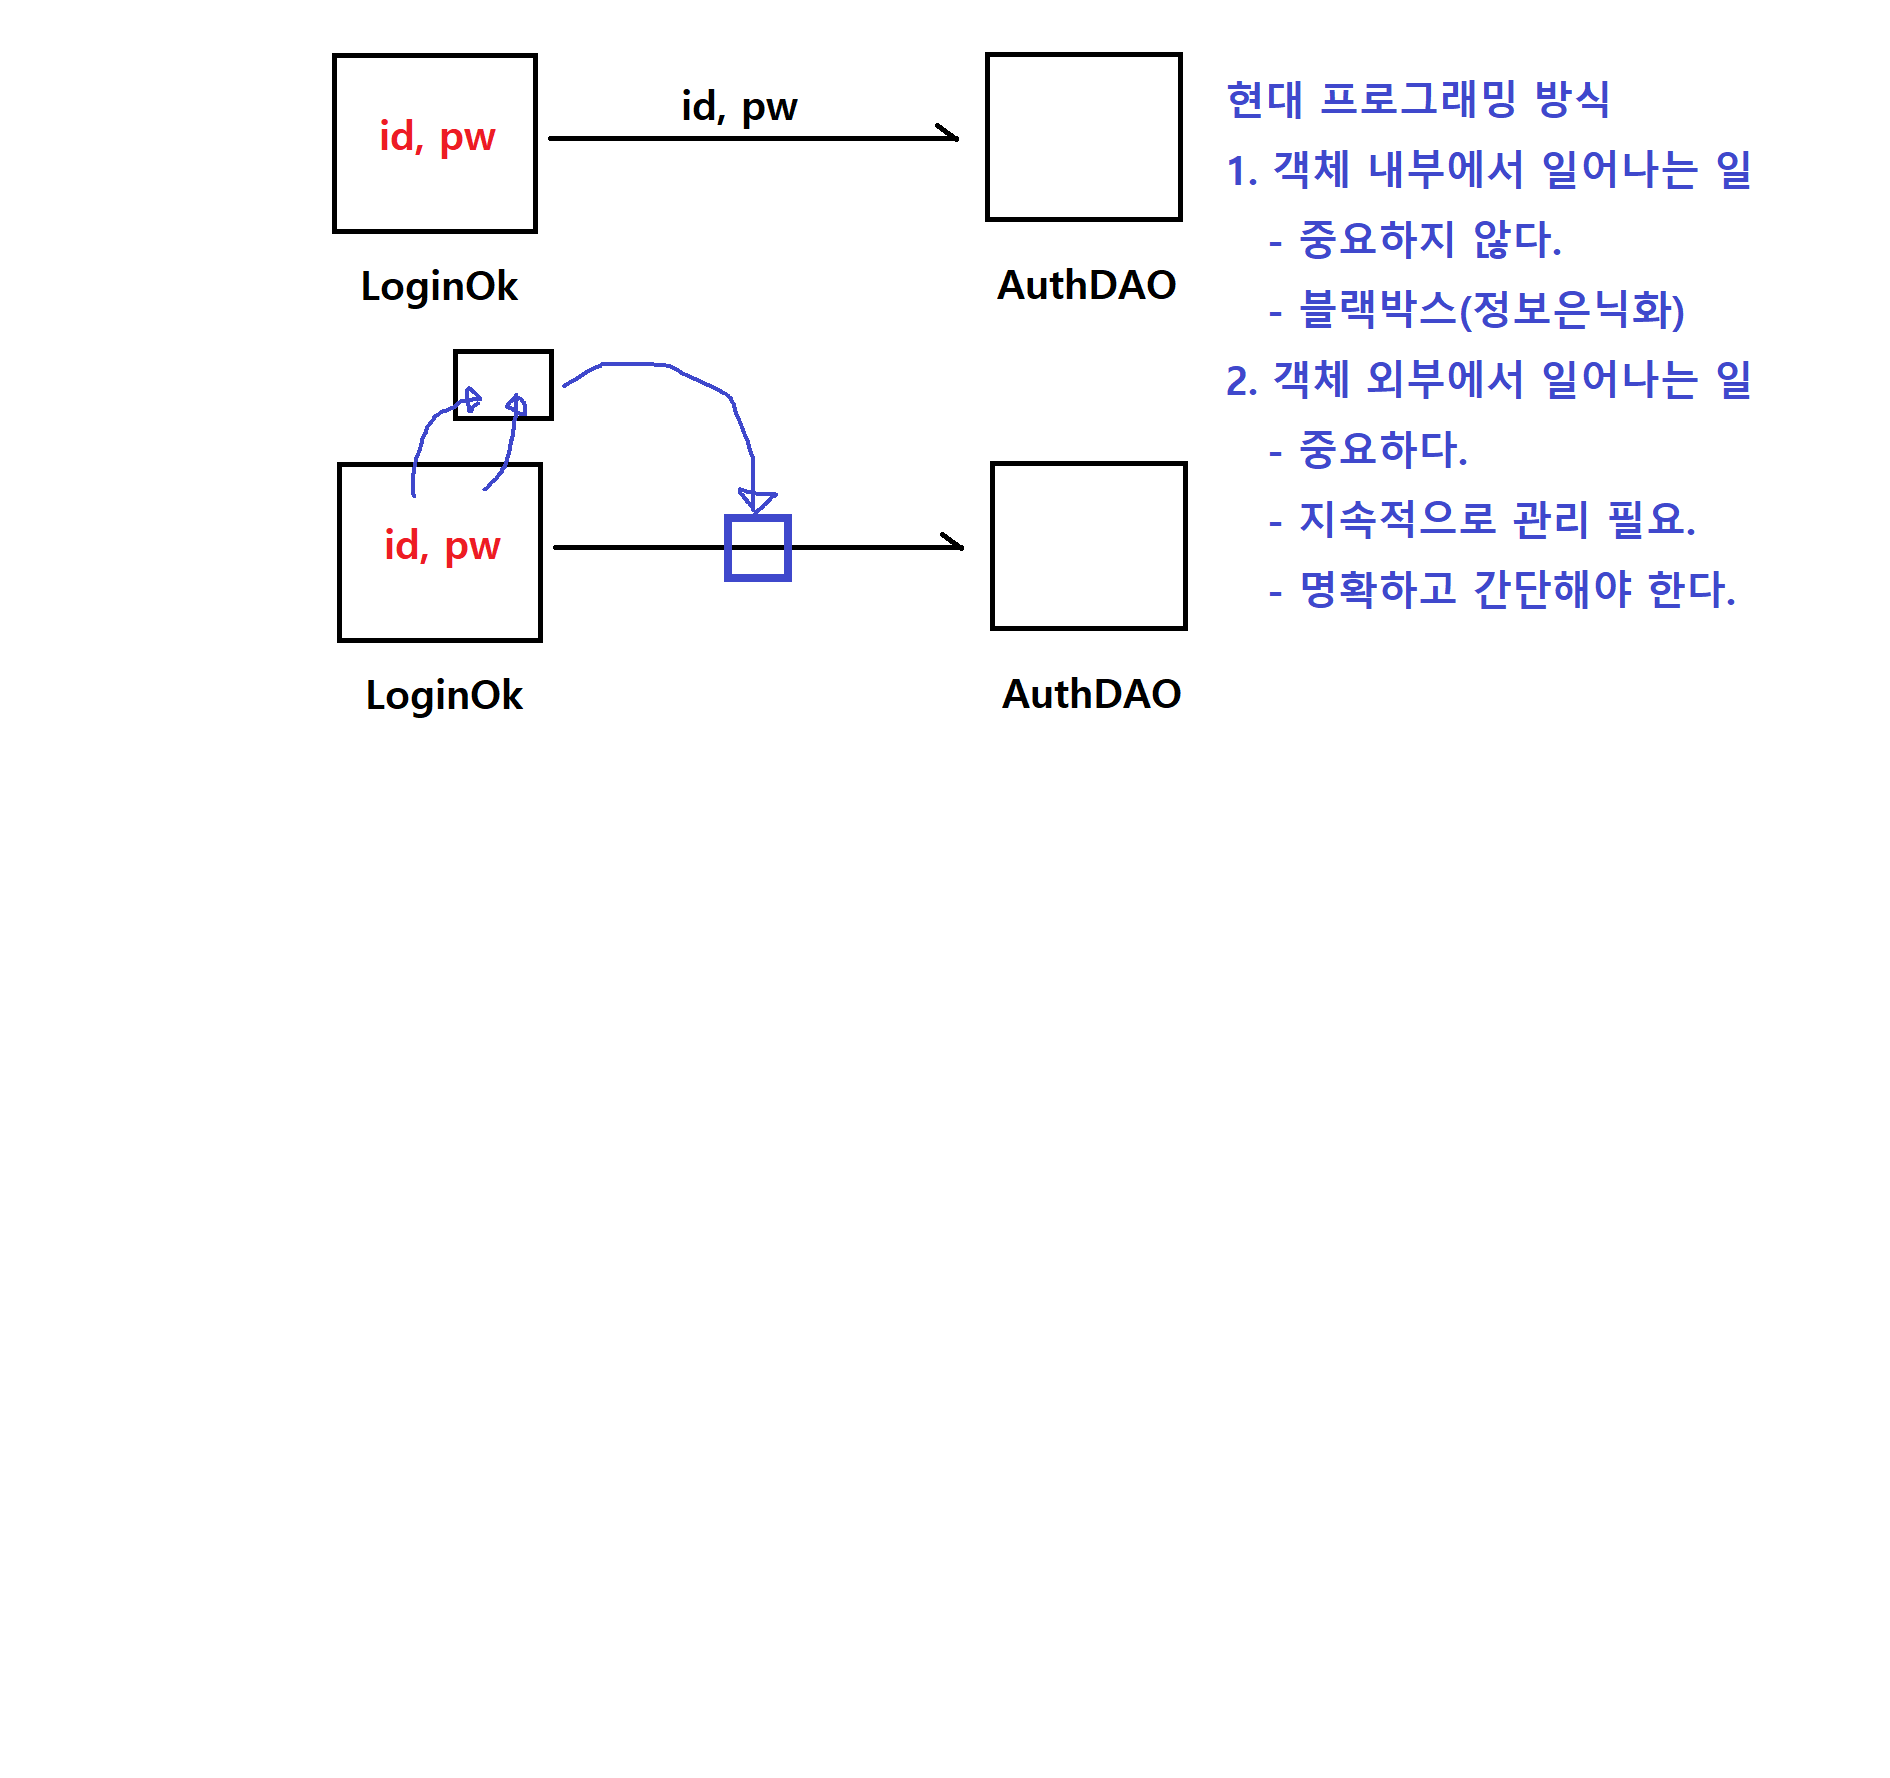 id, pw
id, pw
LoginOk
AuthDAO
id, pw
LoginOk
AuthDAO
현대 프로그래밍 방식
1. 객체 내부에서 일어나는 일
- 중요하지 않다.
- 블랙박스(정보은닉화)
2. 객체 외부에서 일어나는 일
- 중요하다.
- 지속적으로 관리 필요.
- 명확하고 간단해야 한다.